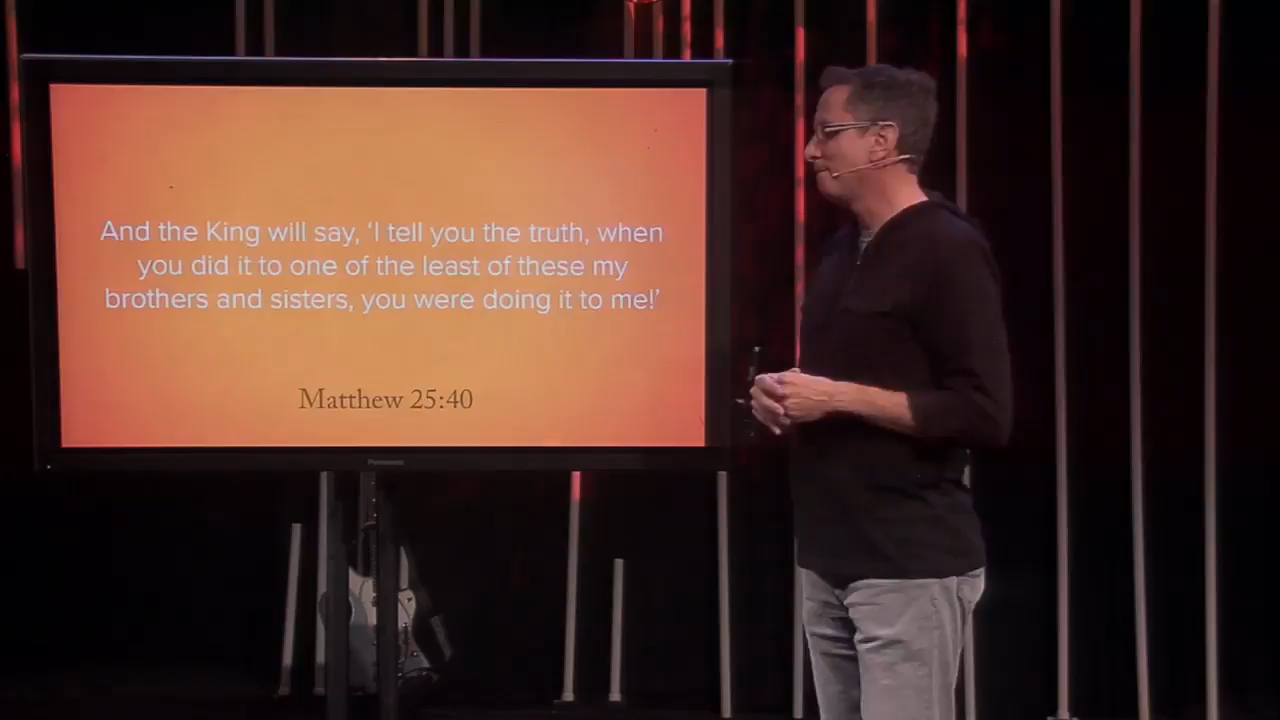 And the King will say, ‘I tell you the truth, when
you did it to one of the least of these my
brothers and sisters, you were doing it to me!’
Matthew 25:40
Panasonic